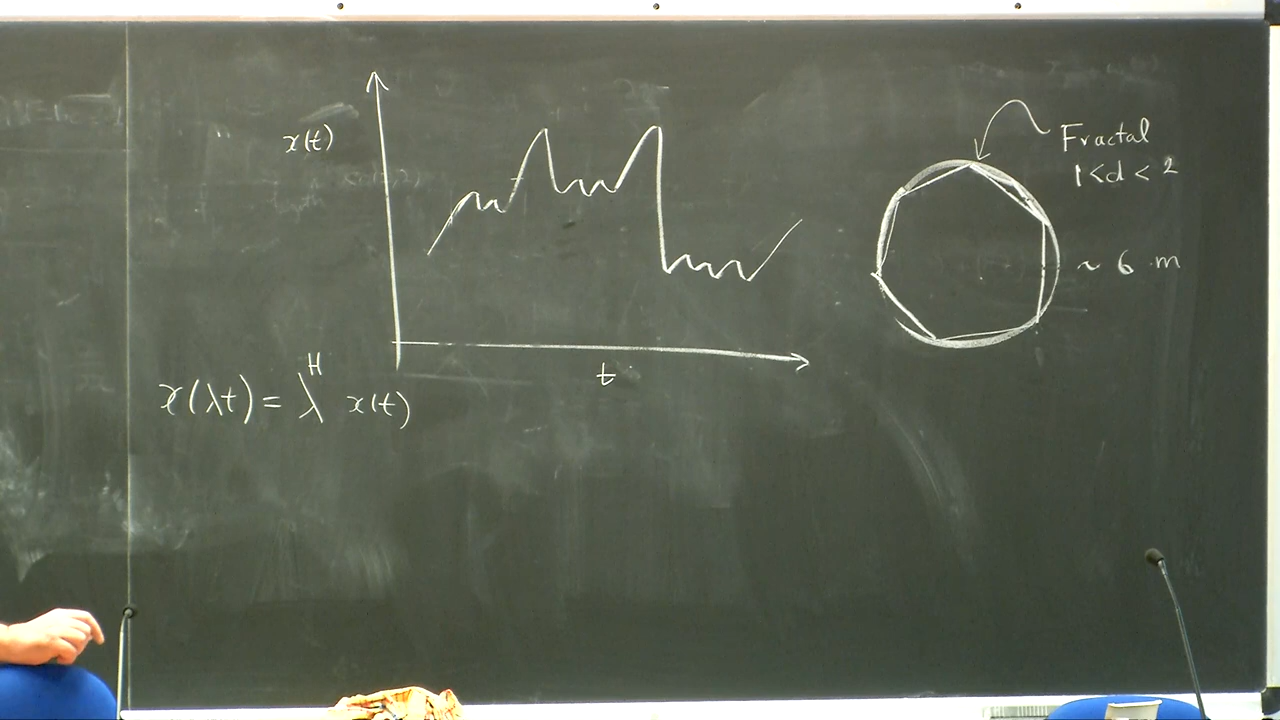 x(t)
t
x(λt) = λ^H x(t)
Fractal
1<d<2
~ 6 m